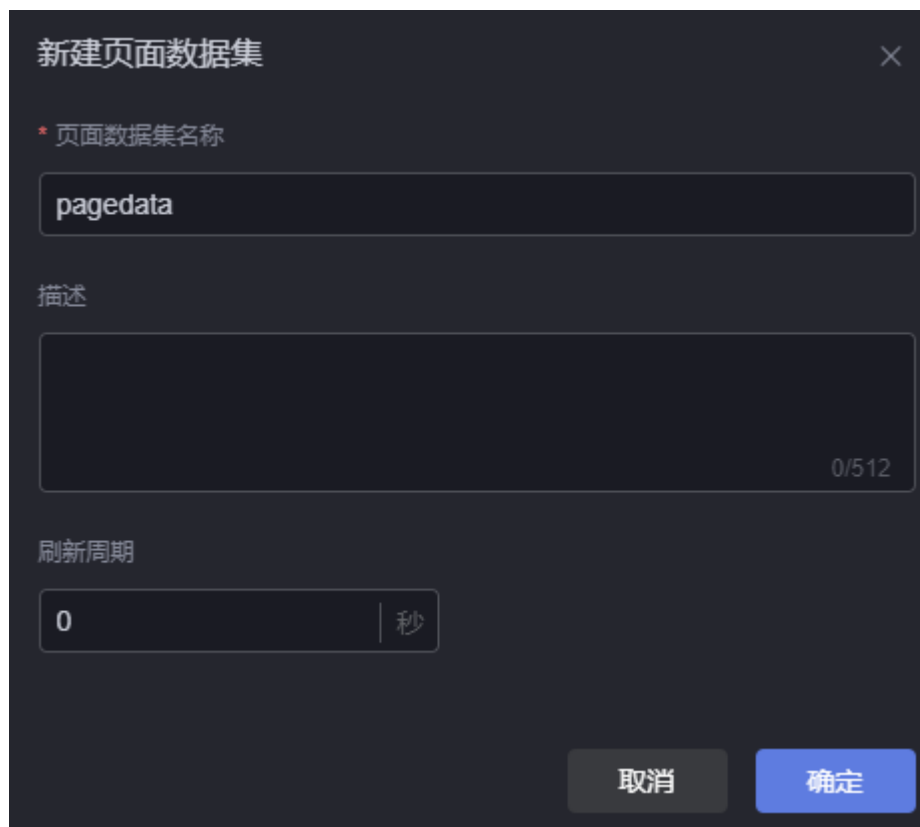 新建页面数据集
* 页面数据集名称
pagedata
描述
0/512
刷新周期
0 秒
取消 确定